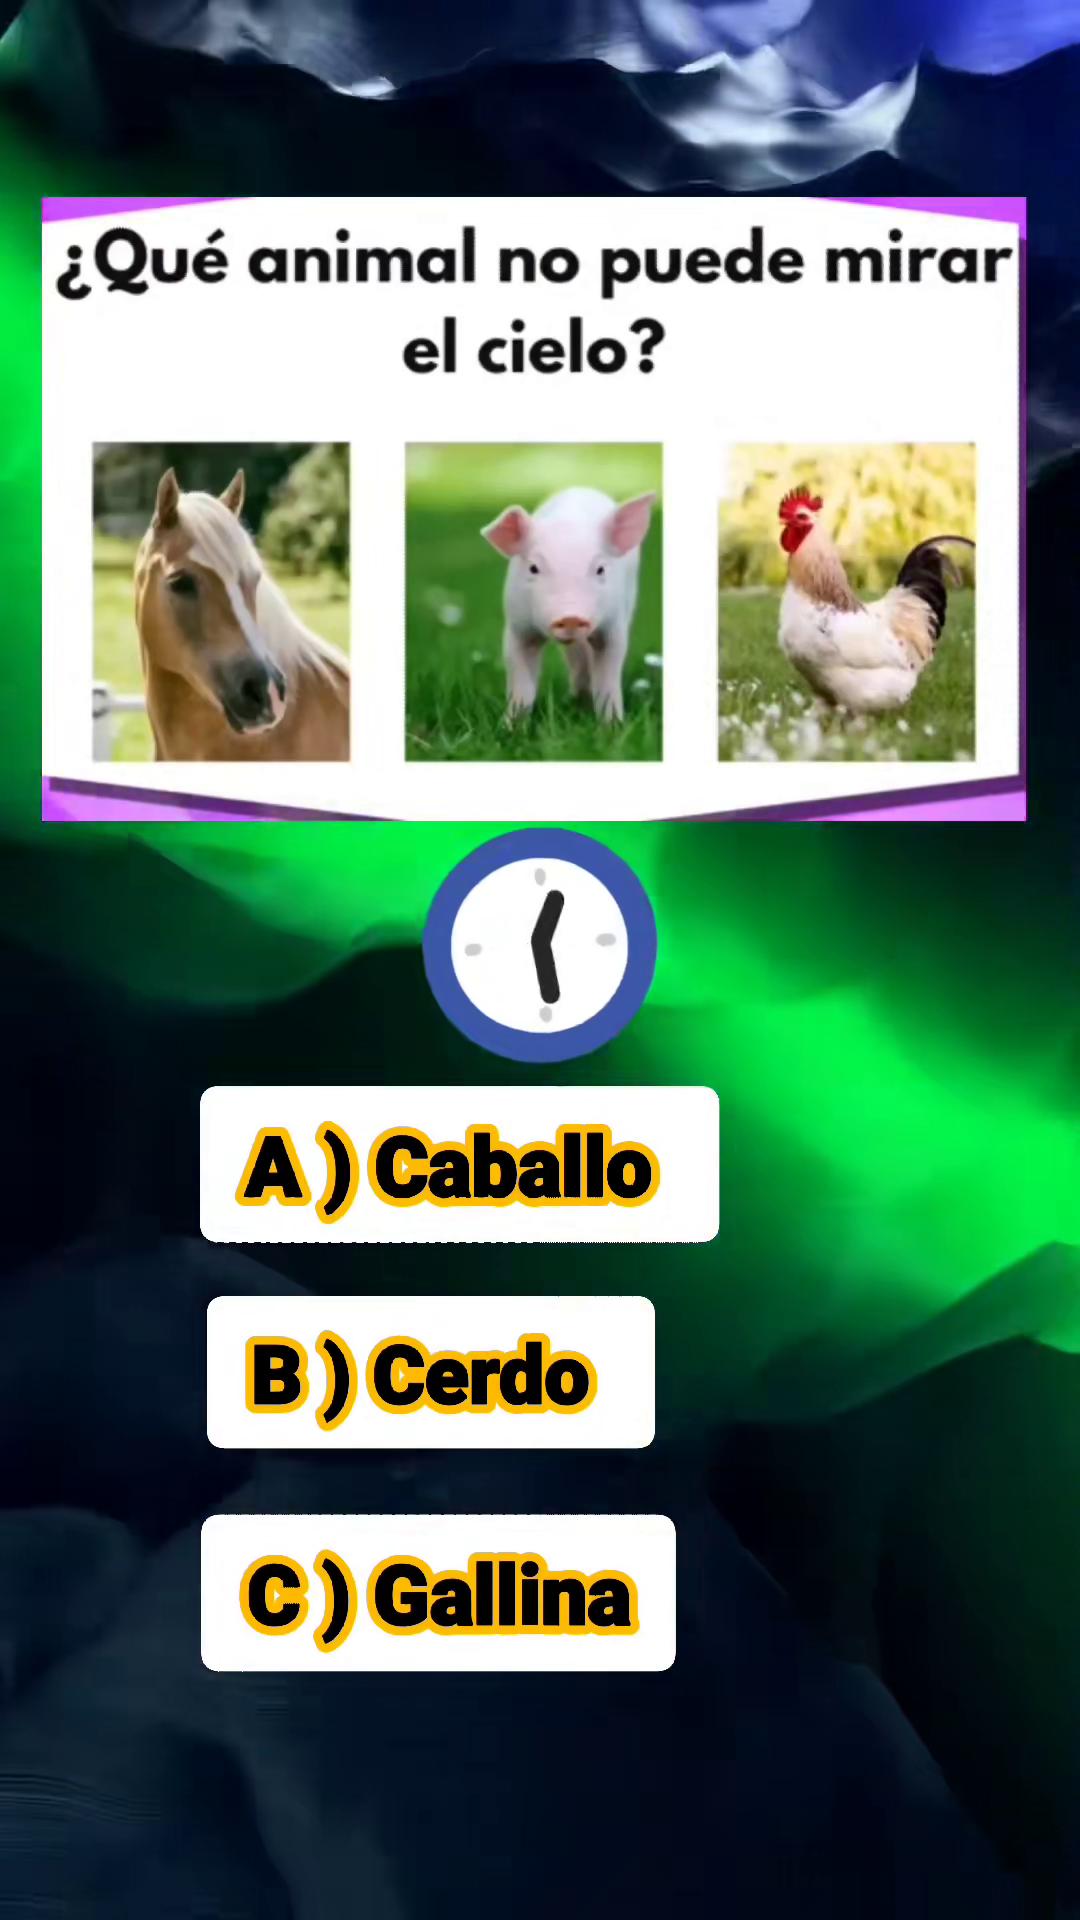 ¿Qué animal no puede mirar
el cielo?
A ) Caballo
B ) Cerdo
C ) Gallina